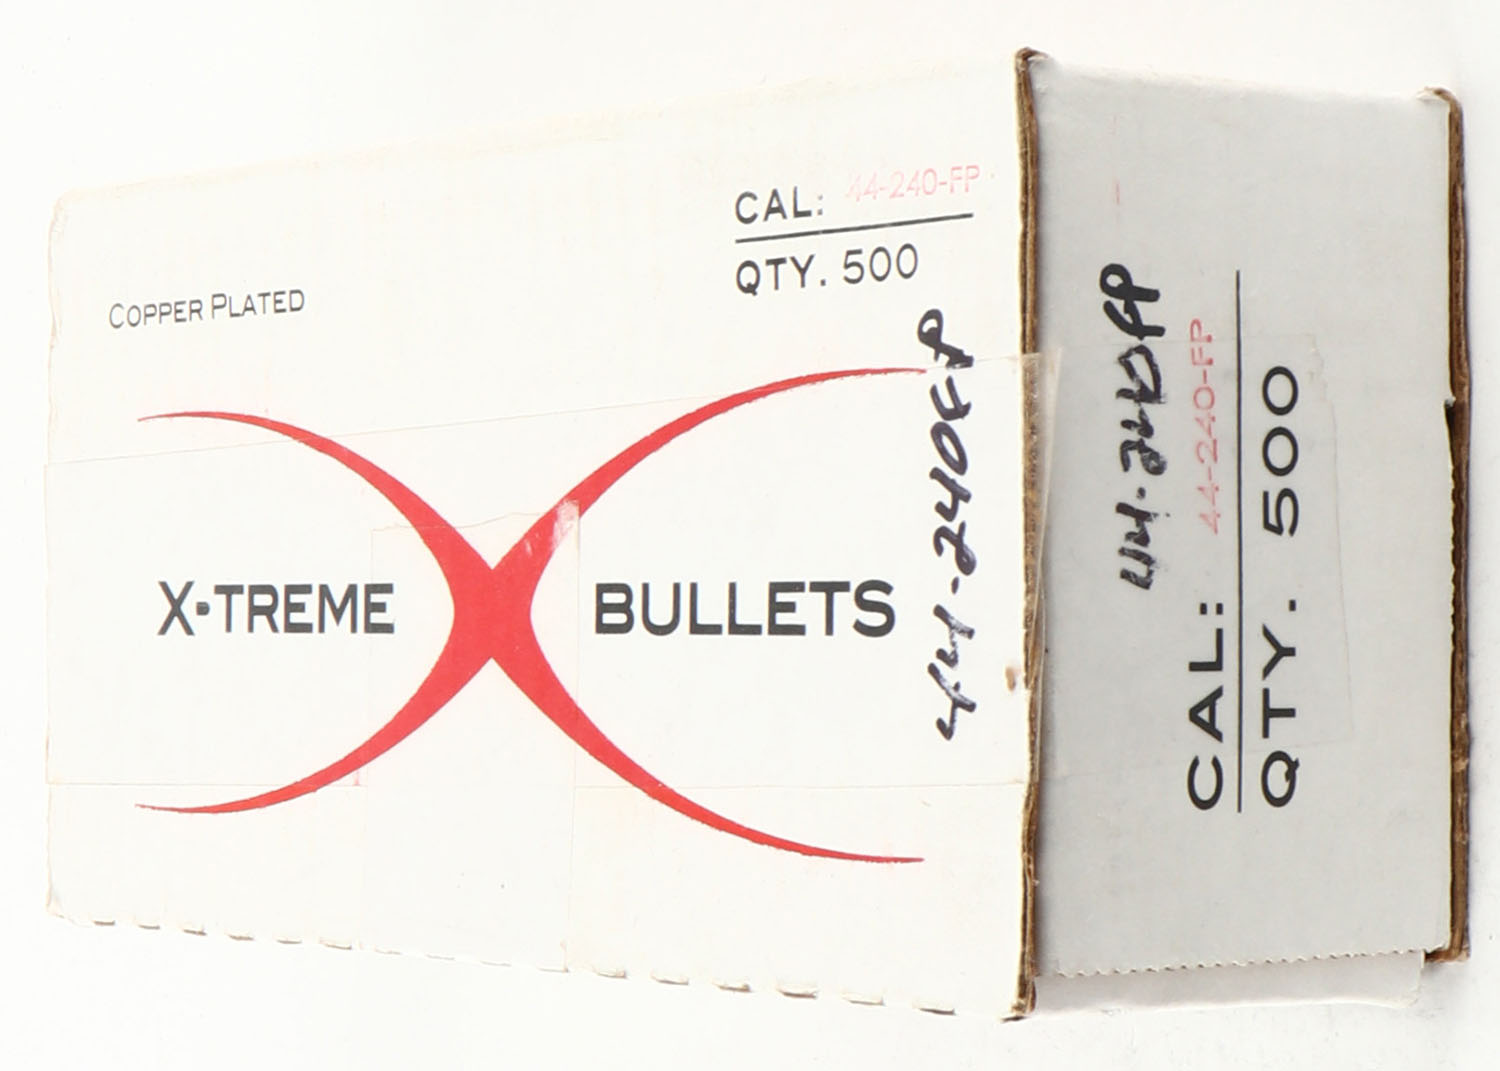 CAL: 44-240-FP
QTY. 500
COPPER PLATED
X-TREME BULLETS
44-240FP
44-240FP
CAL: 44-240-FP
QTY. 500